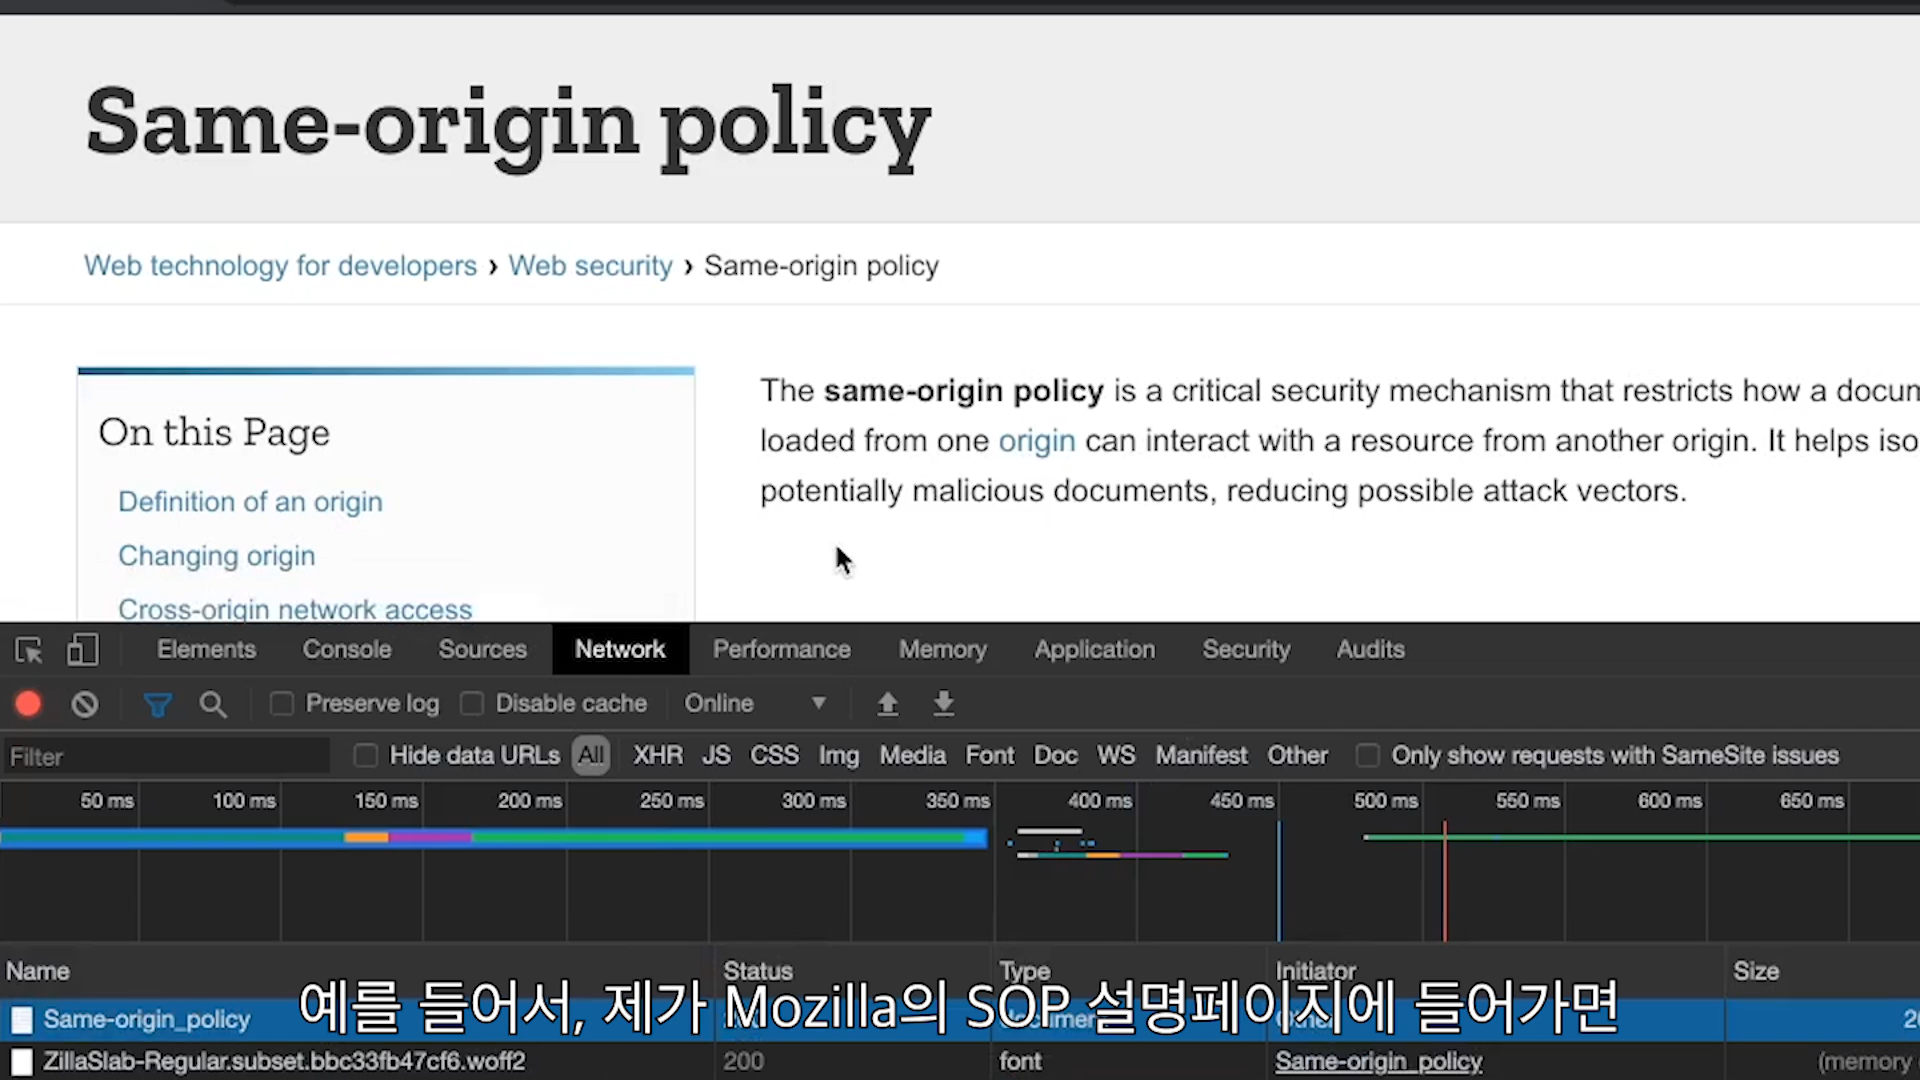 Same-origin policy
Web technology for developers › Web security › Same-origin policy
On this Page
Definition of an origin
Changing origin
Cross-origin network access
The same-origin policy is a critical security mechanism that restricts how a docum
loaded from one origin can interact with a resource from another origin. It helps iso
potentially malicious documents, reducing possible attack vectors.
Elements Console Sources Network Performance Memory Application Security Audits
Preserve log Disable cache Online
Filter Hide data URLs All XHR JS CSS Img Media Font Doc WS Manifest Other Only show requests with SameSite issues
50 ms 100 ms 150 ms 200 ms 250 ms 300 ms 350 ms 400 ms 450 ms 500 ms 550 ms 600 ms 650 ms
Name Status Type Initiator Size
Same-origin_policy
예를 들어서, 제가 Mozilla의 SOP 설명페이지에 들어가면
ZillaSlab-Regular.subset.bbc33fb47cf6.woff2 200 font Same-origin_policy (memory